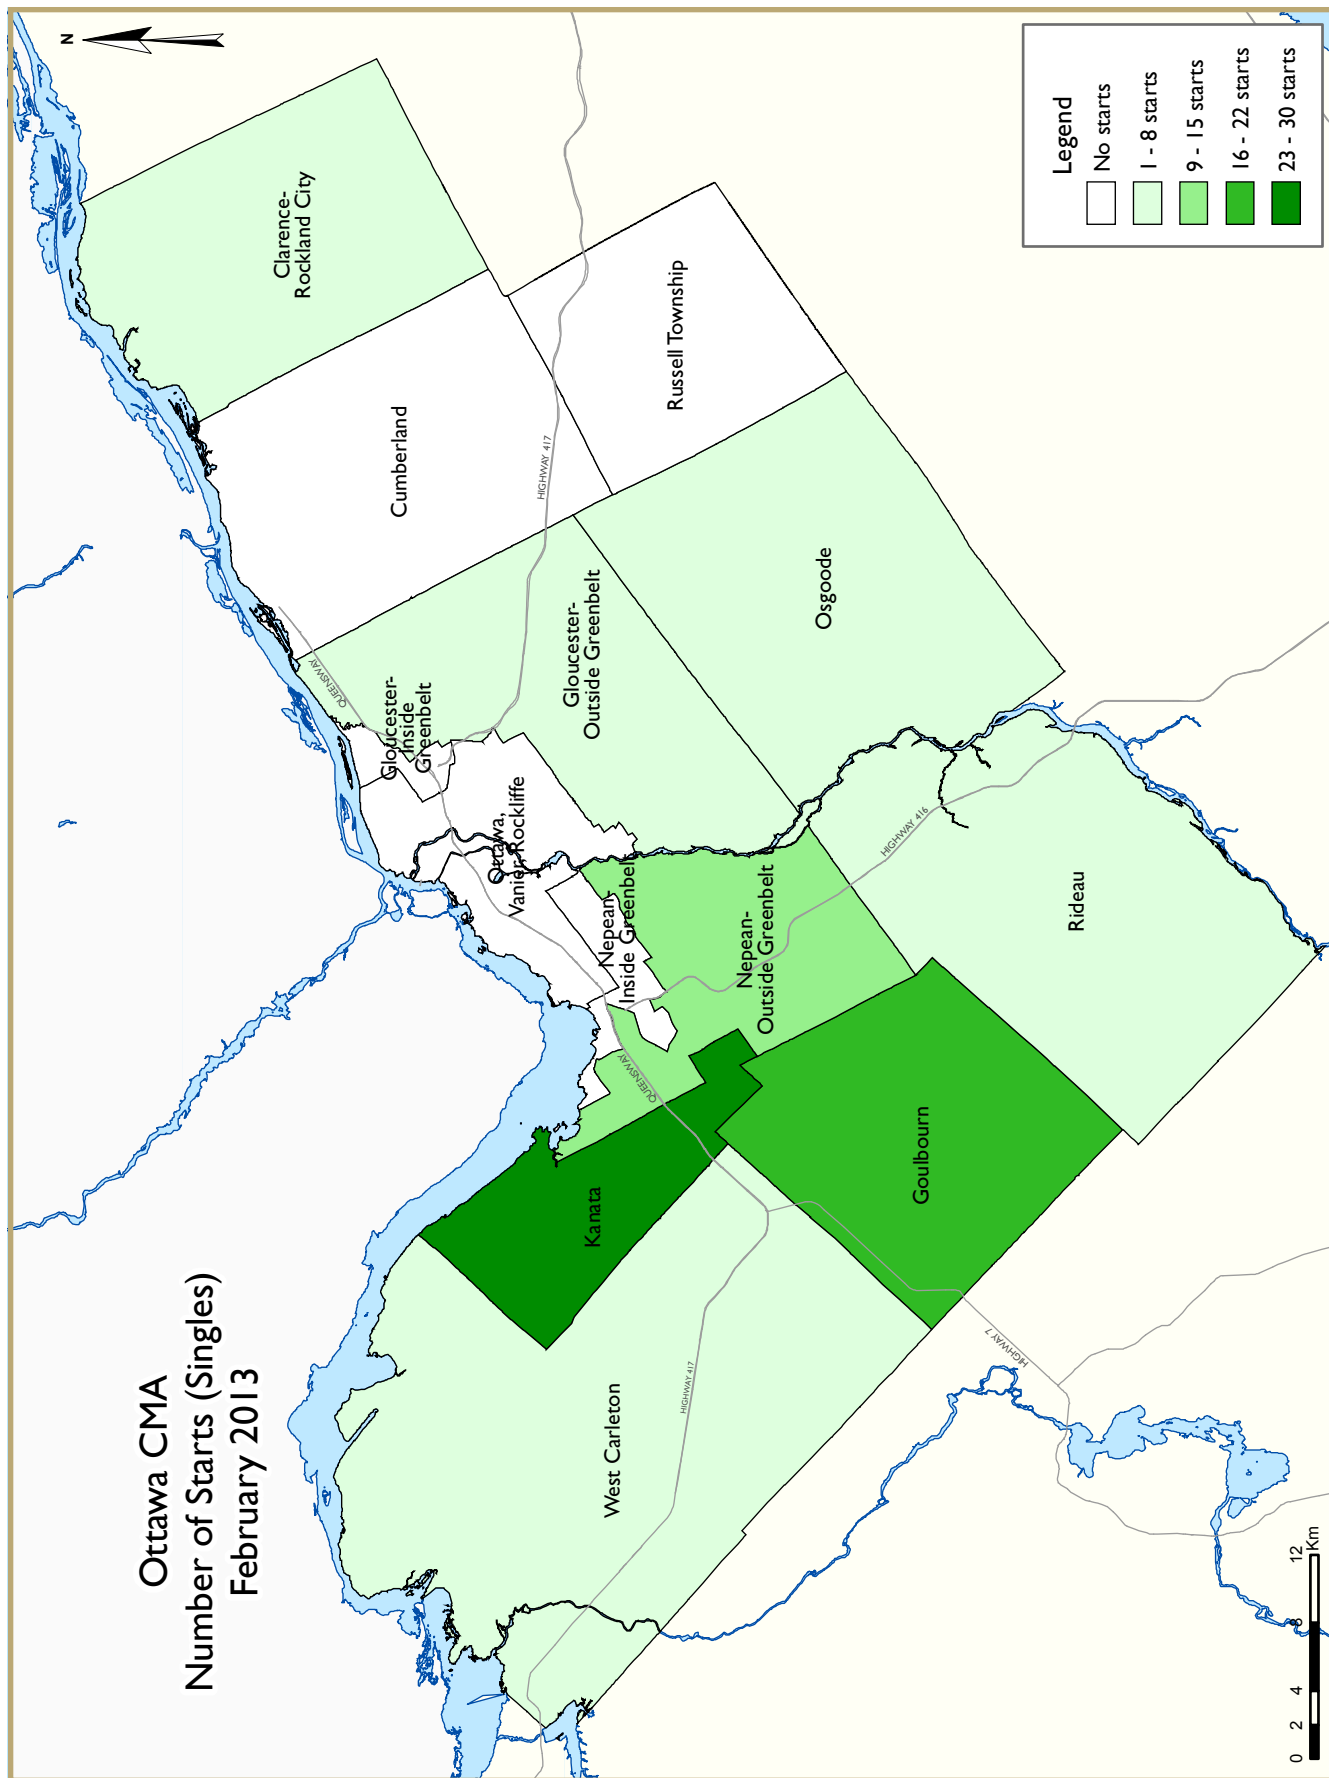 Ottawa CMA
Number of Starts (Singles)
February 2013
N
Clarence-
Rockland City
Cumberland
Russell Township
HIGHWAY 417
QUEENSWAY
Gloucester-
Inside
Greenbelt
Gloucester-
Outside Greenbelt
Osgoode
Ottawa,
Vanier, Rockliffe
Nepean-
Inside Greenbelt
Nepean-
Outside Greenbelt
HIGHWAY 416
Rideau
QUEENSWAY
Kanata
Goulbourn
West Carleton
HIGHWAY 417
HIGHWAY 7
Legend
No starts
1 - 8 starts
9 - 15 starts
16 - 22 starts
23 - 30 starts
0 2 4 8 12
Km